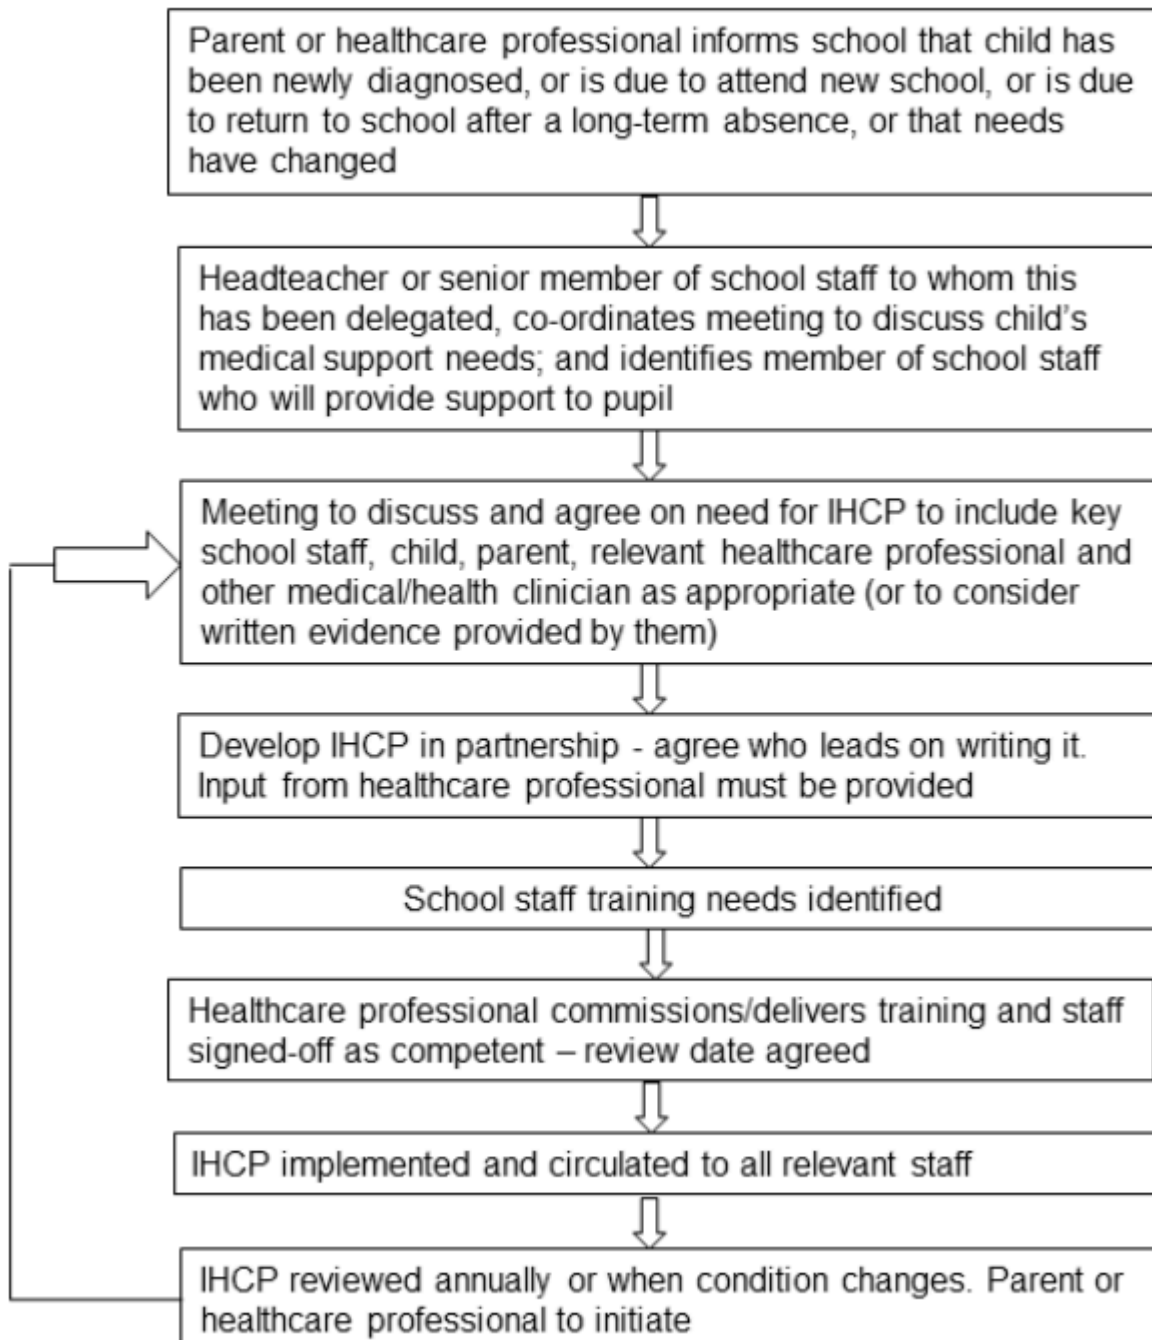 Parent or healthcare professional informs school that child has
been newly diagnosed, or is due to attend new school, or is due
to return to school after a long-term absence, or that needs
have changed
Headteacher or senior member of school staff to whom this
has been delegated, co-ordinates meeting to discuss child's
medical support needs; and identifies member of school staff
who will provide support to pupil
Meeting to discuss and agree on need for IHCP to include key
school staff, child, parent, relevant healthcare professional and
other medical/health clinician as appropriate (or to consider
written evidence provided by them)
Develop IHCP in partnership - agree who leads on writing it.
Input from healthcare professional must be provided
School staff training needs identified
Healthcare professional commissions/delivers training and staff
signed-off as competent – review date agreed
IHCP implemented and circulated to all relevant staff
IHCP reviewed annually or when condition changes. Parent or
healthcare professional to initiate